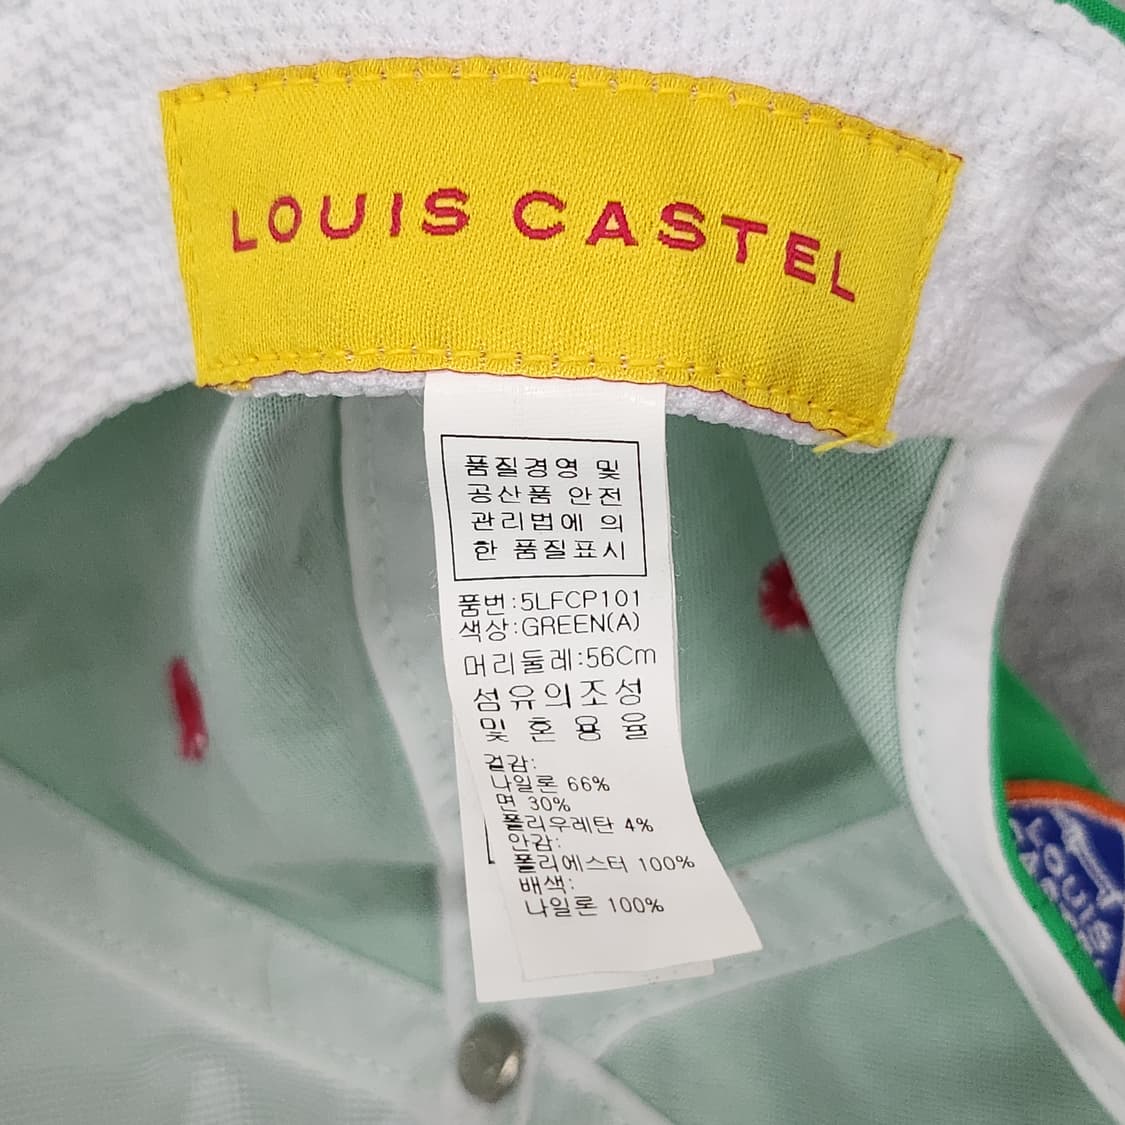 LOUIS CASTEL
품질경영 및
공산품 안전
관리법에 의
한 품질표시
품번:5LFCP101
색상:GREEN(A)
머리둘레:56Cm
섬유의조성
및 혼용율
겉감:
나일론 66%
면 30%
폴리우레탄 4%
안감:
폴리에스터 100%
배색:
나일론 100%
LOUIS